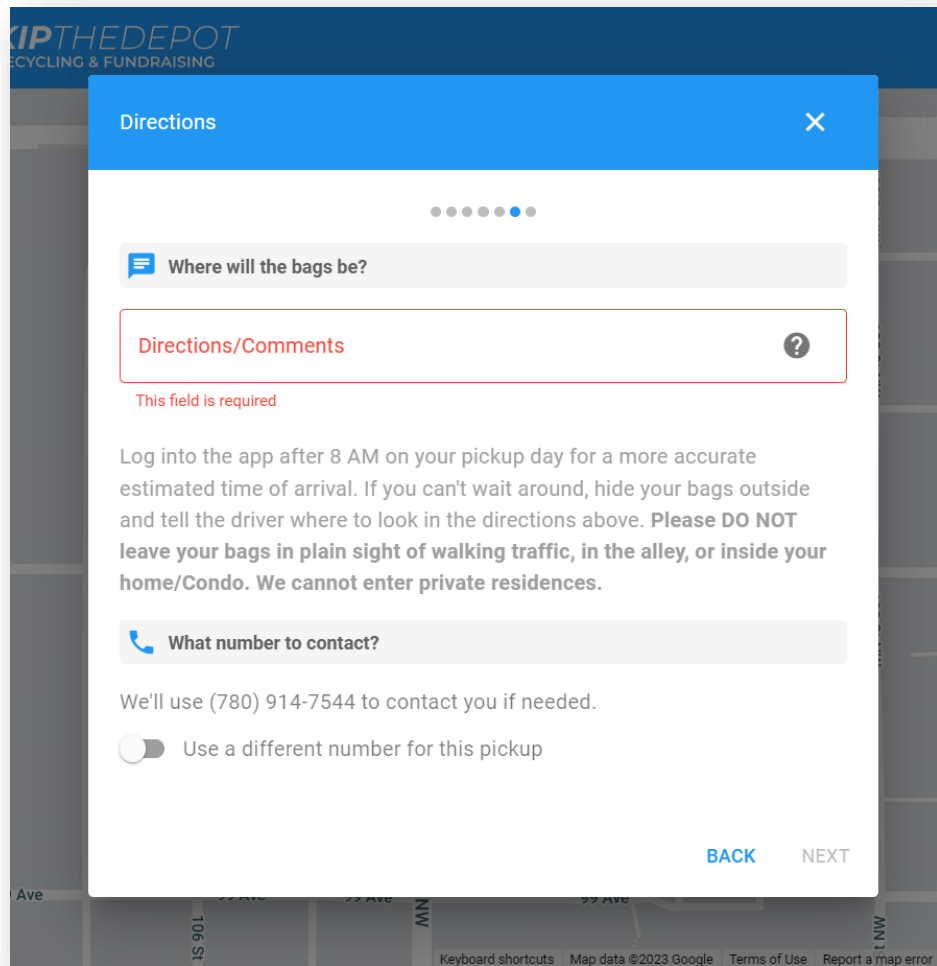 KIPTHEDEPOT
ECYCLING & FUNDRAISING
Directions
Where will the bags be?
Directions/Comments
?
This field is required
Log into the app after 8 AM on your pickup day for a more accurate
estimated time of arrival. If you can't wait around, hide your bags outside
and tell the driver where to look in the directions above. Please DO NOT
leave your bags in plain sight of walking traffic, in the alley, or inside your
home/Condo. We cannot enter private residences.
What number to contact?
We'll use (780) 914-7544 to contact you if needed.
Use a different number for this pickup
BACK NEXT
Ave
99 Ave
99 Ave
99 Ave
106 St
NW
t NW
Keyboard shortcuts Map data ©2023 Google Terms of Use Report a map error